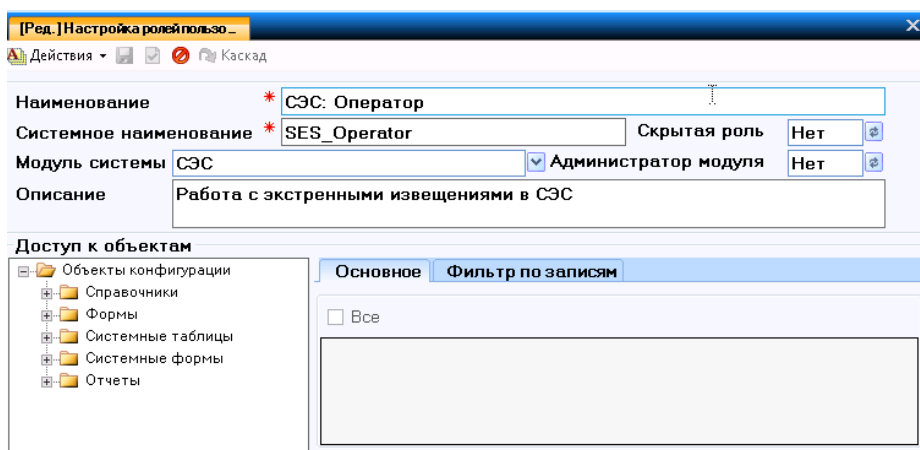 [Ред.] Настройка ролей пользо...
Действия Каскад
Наименование * СЭС: Оператор
Системное наименование * SES_Operator Скрытая роль Нет
Модуль системы СЭС Администратор модуля Нет
Описание Работа с экстренными извещениями в СЭС
Доступ к объектам
Объекты конфигурации Основное Фильтр по записям
Справочники
Формы Все
Системные таблицы
Системные формы
Отчеты